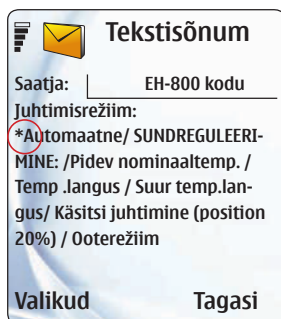 Tekstisõnum
Saatja: EH-800 kodu
Juhtimisrežiim:
*Automaatne/ SUNDREGULEERI-
MINE: /Pidev nominaaltemp. /
Temp .langus / Suur temp.lan-
gus/ Käsitsi juhtimine (position
20%) / Ooterežiim
Valikud Tagasi